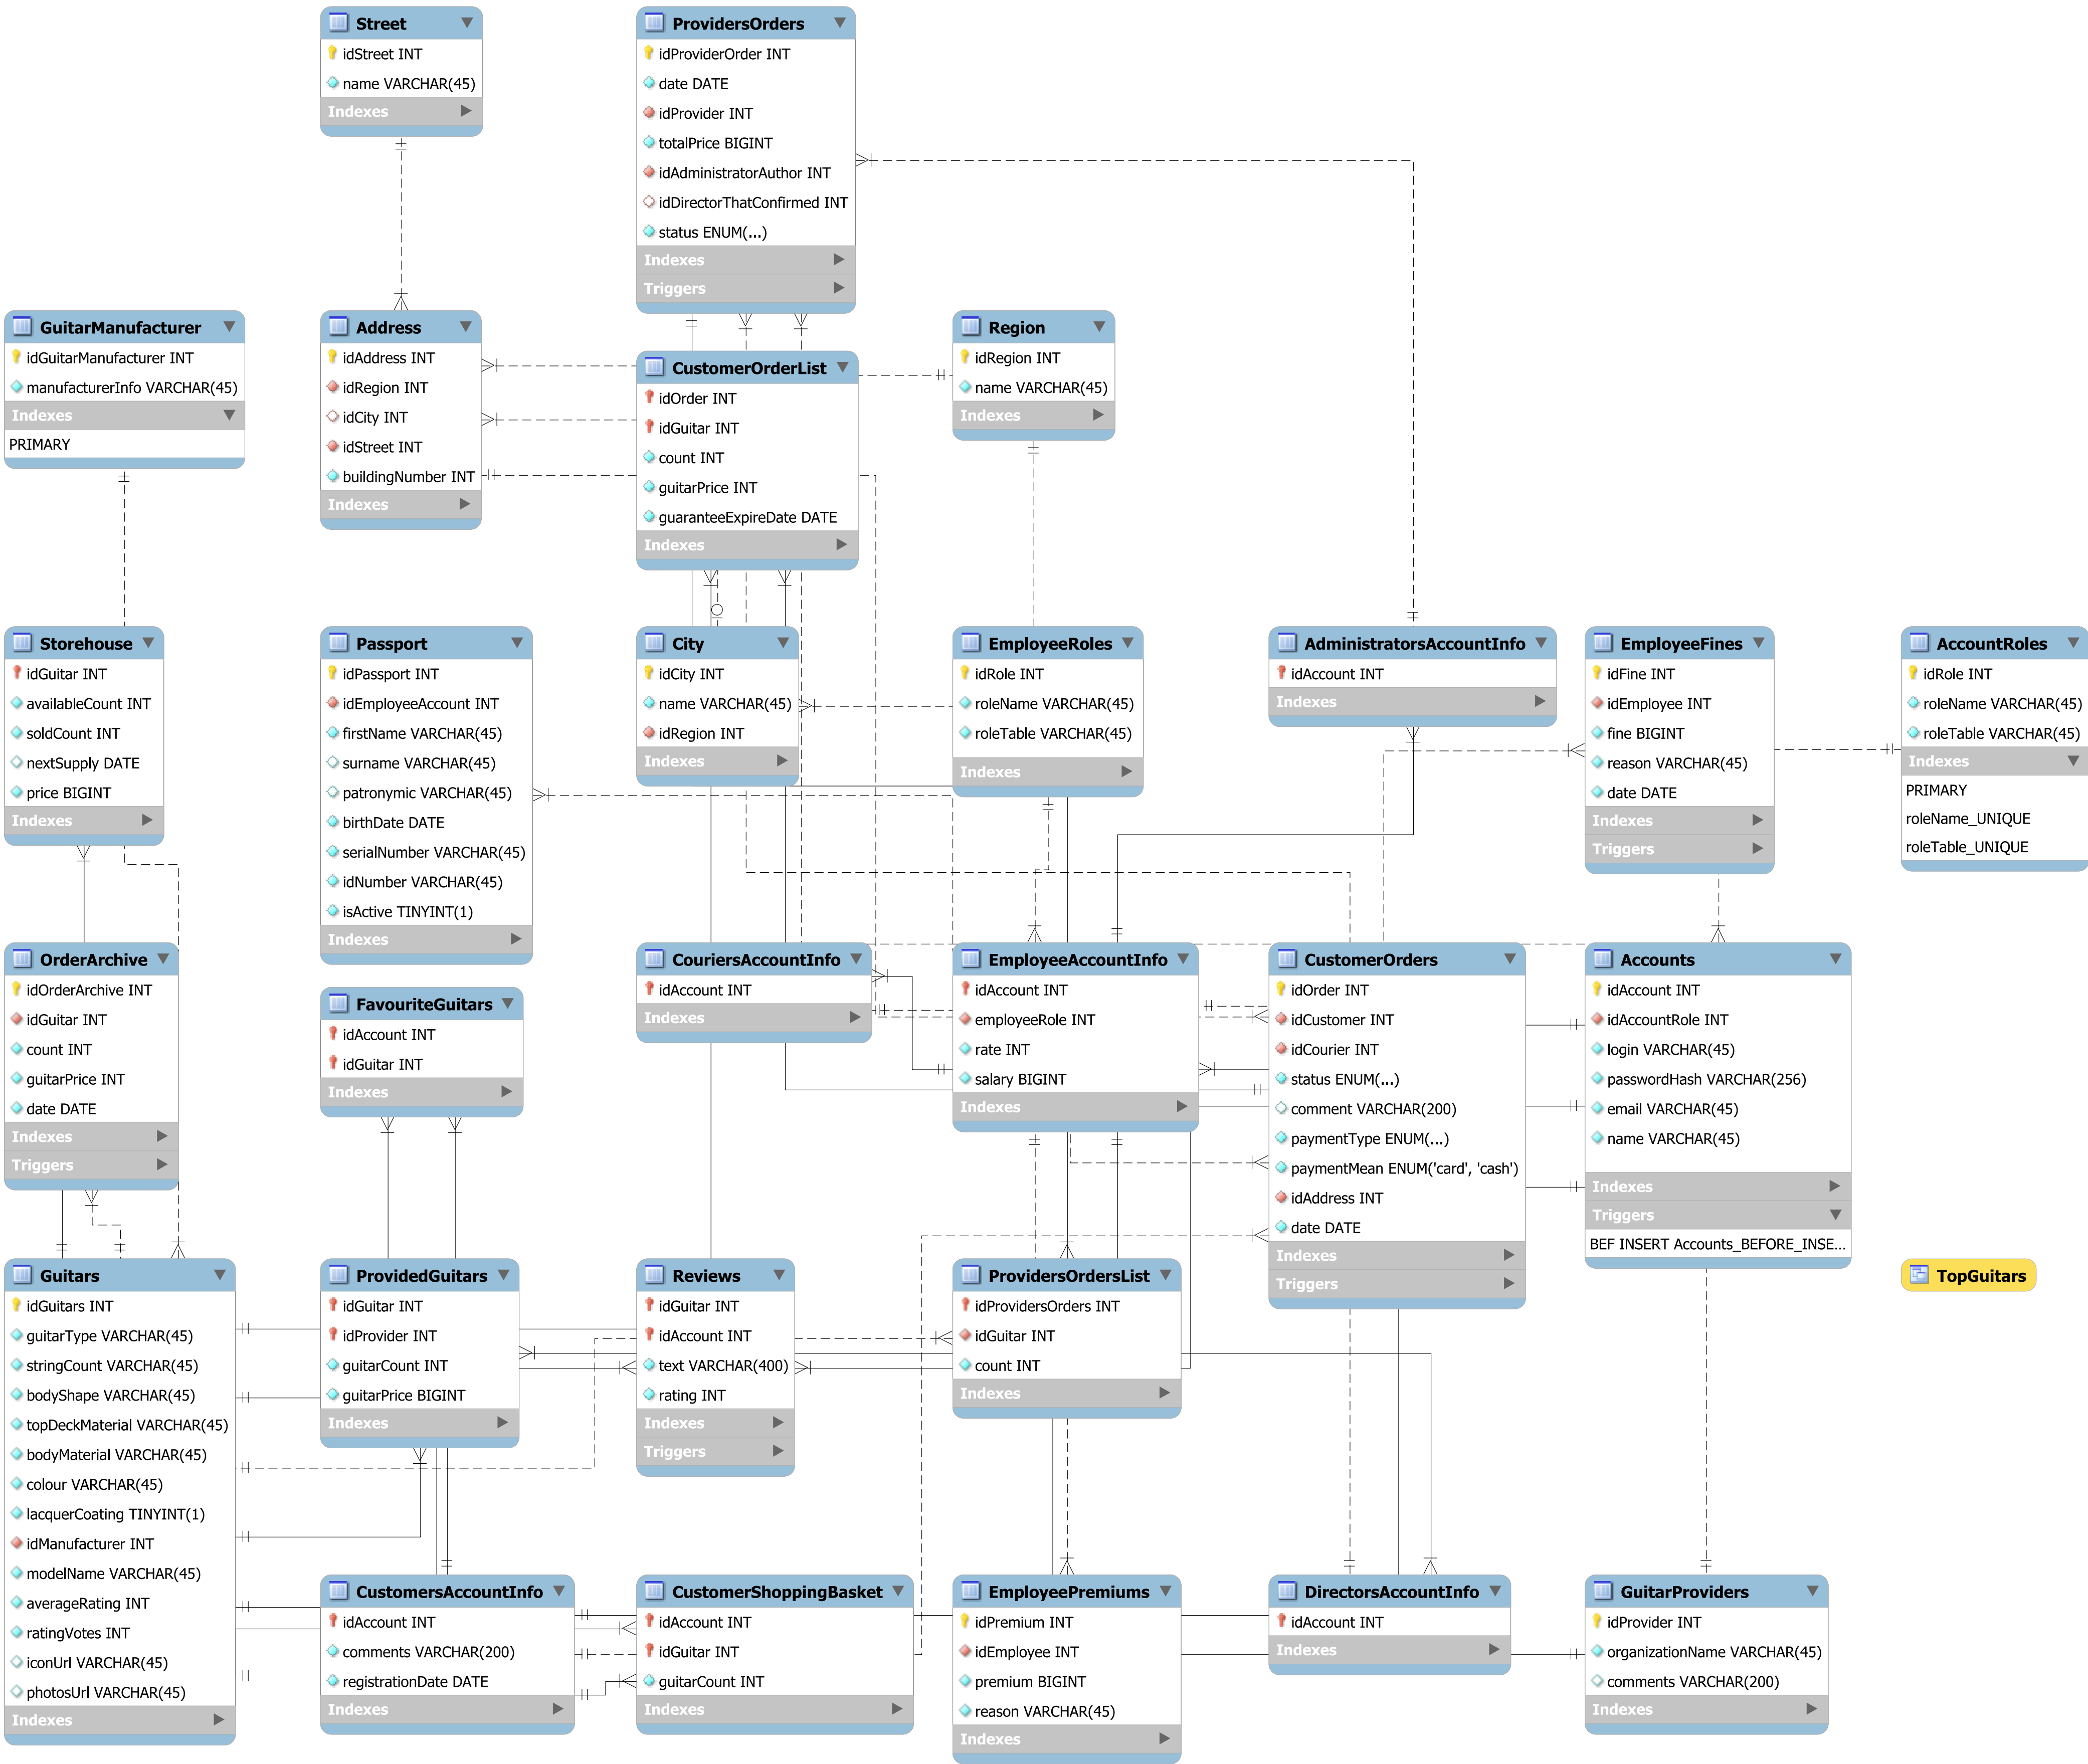 Street
idStreet INT
name VARCHAR(45)
Indexes
ProvidersOrders
idProviderOrder INT
date DATE
idProvider INT
totalPrice BIGINT
idAdministratorAuthor INT
idDirectorThatConfirmed INT
status ENUM(...)
Indexes
Triggers
GuitarManufacturer
idGuitarManufacturer INT
manufacturerInfo VARCHAR(45)
Indexes
PRIMARY
Address
idAddress INT
idRegion INT
idCity INT
idStreet INT
buildingNumber INT
Indexes
CustomerOrderList
idOrder INT
idGuitar INT
count INT
guitarPrice INT
guaranteeExpireDate DATE
Indexes
Region
idRegion INT
name VARCHAR(45)
Indexes
Storehouse
idGuitar INT
availableCount INT
soldCount INT
nextSupply DATE
price BIGINT
Indexes
Passport
idPassport INT
idEmployeeAccount INT
firstName VARCHAR(45)
surname VARCHAR(45)
patronymic VARCHAR(45)
birthDate DATE
serialNumber VARCHAR(45)
idNumber VARCHAR(45)
isActive TINYINT(1)
Indexes
City
idCity INT
name VARCHAR(45)
idRegion INT
Indexes
EmployeeRoles
idRole INT
roleName VARCHAR(45)
roleTable VARCHAR(45)
Indexes
AdministratorsAccountInfo
idAccount INT
Indexes
EmployeeFines
idFine INT
idEmployee INT
fine BIGINT
reason VARCHAR(45)
date DATE
Indexes
Triggers
AccountRoles
idRole INT
roleName VARCHAR(45)
roleTable VARCHAR(45)
Indexes
PRIMARY
roleName_UNIQUE
roleTable_UNIQUE
OrderArchive
idOrderArchive INT
idGuitar INT
count INT
guitarPrice INT
date DATE
Indexes
Triggers
FavouriteGuitars
idAccount INT
idGuitar INT
Indexes
CouriersAccountInfo
idAccount INT
Indexes
EmployeeAccountInfo
idAccount INT
employeeRole INT
rate INT
salary BIGINT
Indexes
CustomerOrders
idOrder INT
idCustomer INT
idCourier INT
status ENUM(...)
comment VARCHAR(200)
paymentType ENUM(...)
paymentMean ENUM('card', 'cash')
idAddress INT
date DATE
Indexes
Triggers
Accounts
idAccount INT
idAccountRole INT
login VARCHAR(45)
passwordHash VARCHAR(256)
email VARCHAR(45)
name VARCHAR(45)
Indexes
Triggers
BEF INSERT Accounts_BEFORE_INSE...
Guitars
idGuitars INT
guitarType VARCHAR(45)
stringCount VARCHAR(45)
bodyShape VARCHAR(45)
topDeckMaterial VARCHAR(45)
bodyMaterial VARCHAR(45)
colour VARCHAR(45)
lacquerCoating TINYINT(1)
idManufacturer INT
modelName VARCHAR(45)
averageRating INT
ratingVotes INT
iconUrl VARCHAR(45)
photosUrl VARCHAR(45)
Indexes
ProvidedGuitars
idGuitar INT
idProvider INT
guitarCount INT
guitarPrice BIGINT
Indexes
Reviews
idGuitar INT
idAccount INT
text VARCHAR(400)
rating INT
Indexes
Triggers
ProvidersOrdersList
idProvidersOrders INT
idGuitar INT
count INT
Indexes
TopGuitars
CustomersAccountInfo
idAccount INT
comments VARCHAR(200)
registrationDate DATE
Indexes
CustomerShoppingBasket
idAccount INT
idGuitar INT
guitarCount INT
Indexes
EmployeePremiums
idPremium INT
idEmployee INT
premium BIGINT
reason VARCHAR(45)
Indexes
DirectorsAccountInfo
idAccount INT
Indexes
GuitarProviders
idProvider INT
organizationName VARCHAR(45)
comments VARCHAR(200)
Indexes